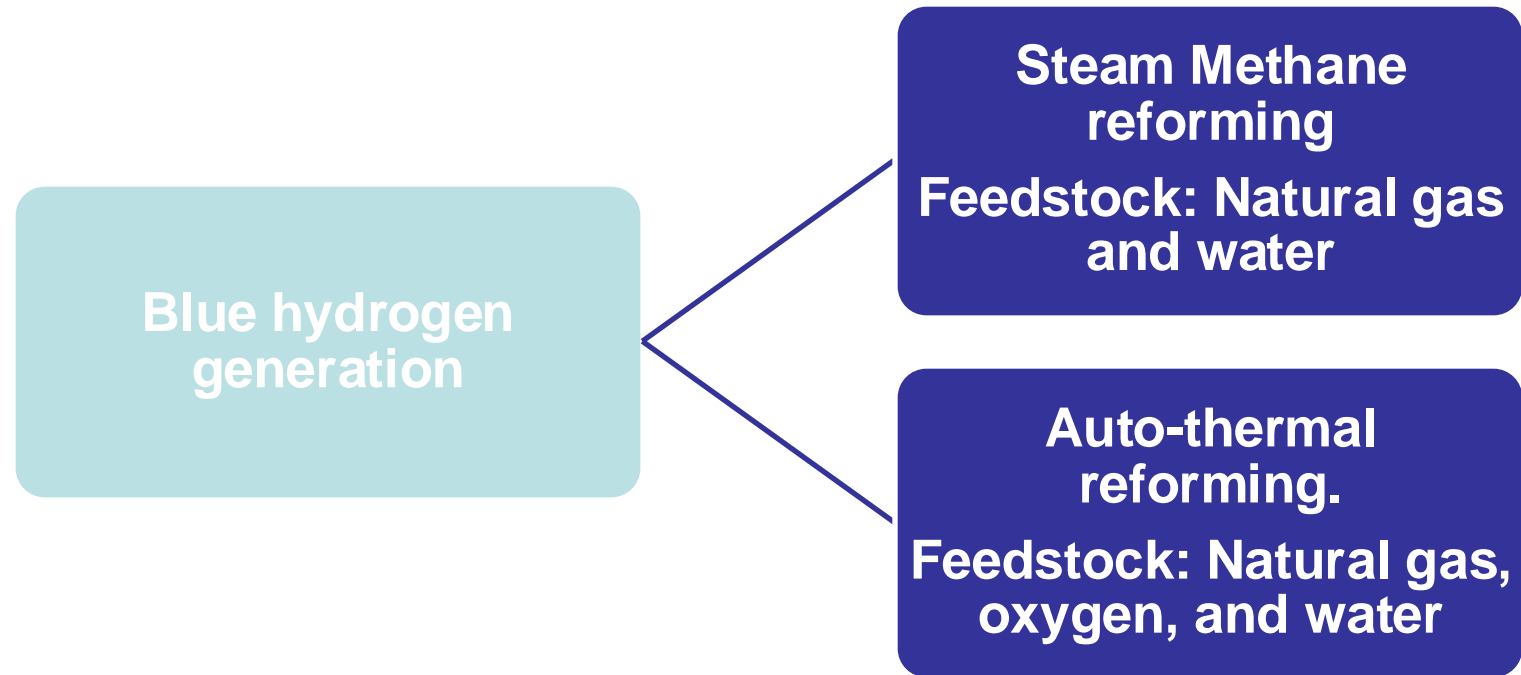 Blue hydrogen
generation
Steam Methane
reforming
Feedstock: Natural gas
and water
Auto-thermal
reforming.
Feedstock: Natural gas,
oxygen, and water